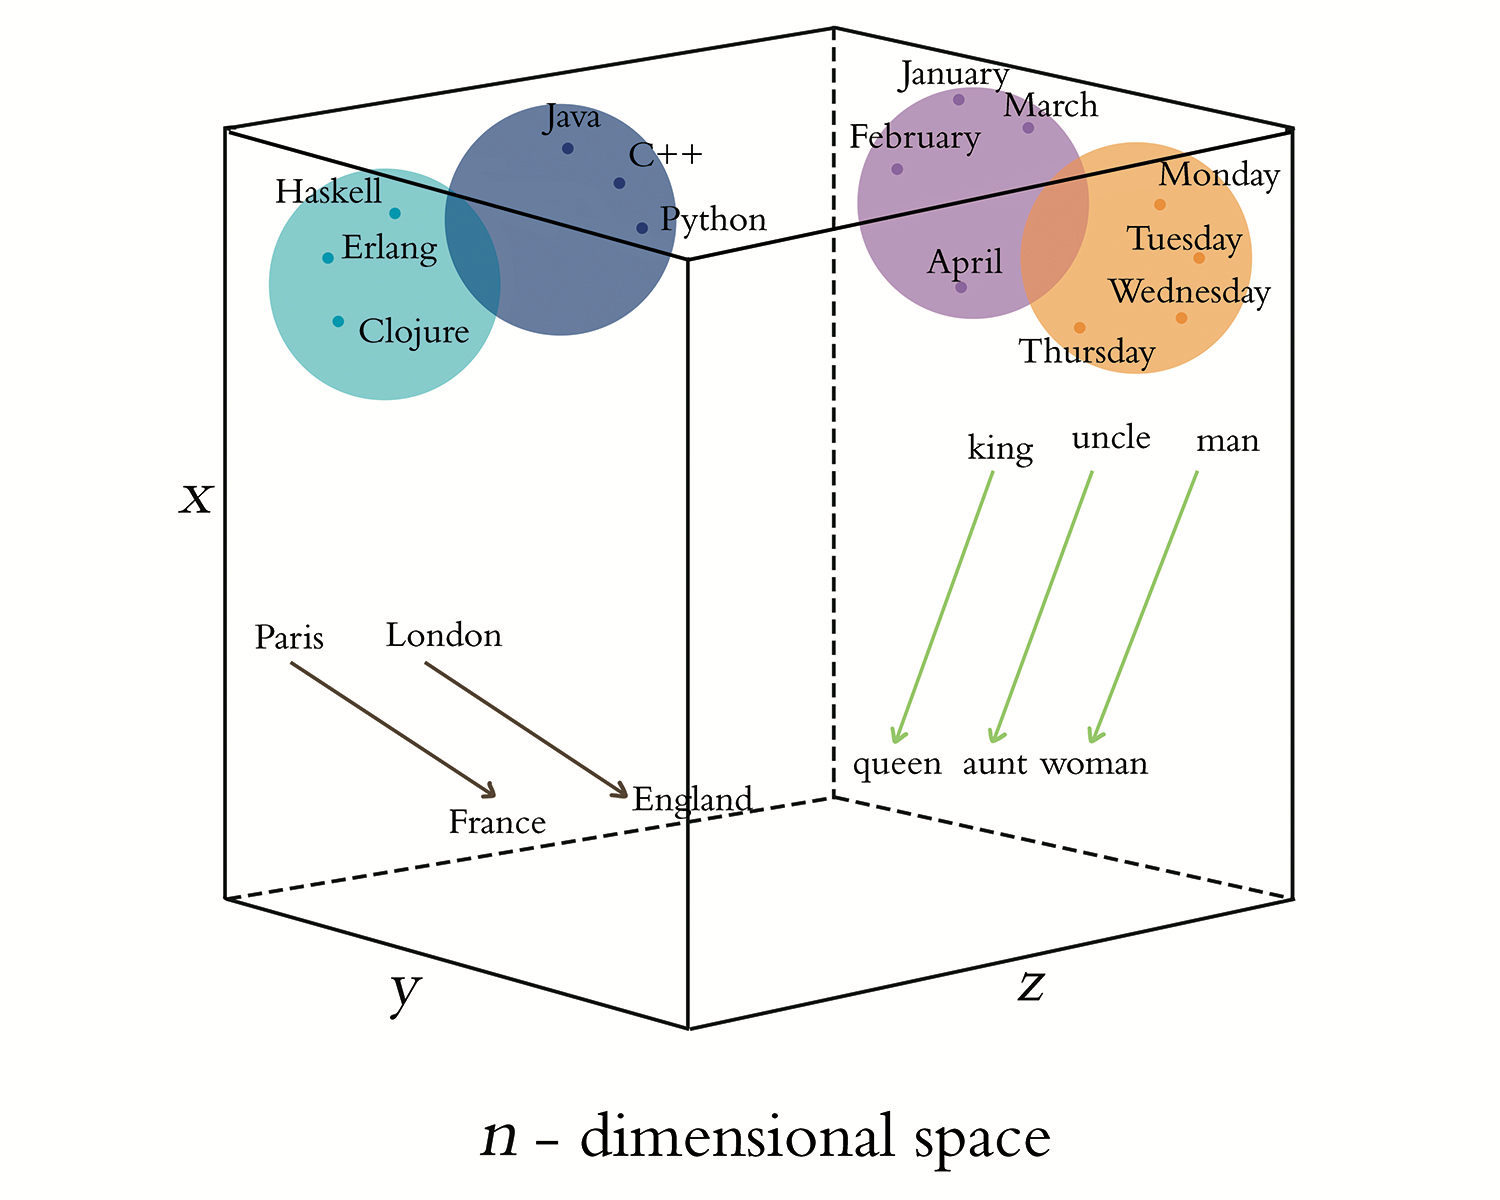 January
March
Java
February
C++
Monday
Haskell
Python
Tuesday
Erlang
April
Wednesday
Clojure
Thursday
king
uncle
man
x
Paris
London
queen
aunt
woman
England
France
y
z
n - dimensional space